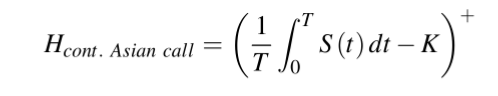 H_{cont. Asian call} = \left( \frac{1}{T} \int_0^T S(t) dt - K \right)^+